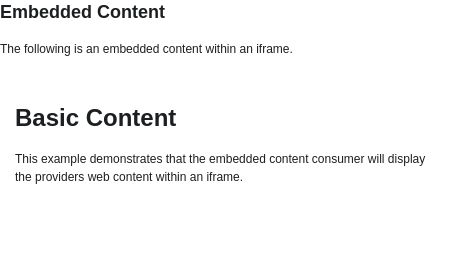 Embedded Content
The following is an embedded content within an iframe.
Basic Content
This example demonstrates that the embedded content consumer will display
the providers web content within an iframe.